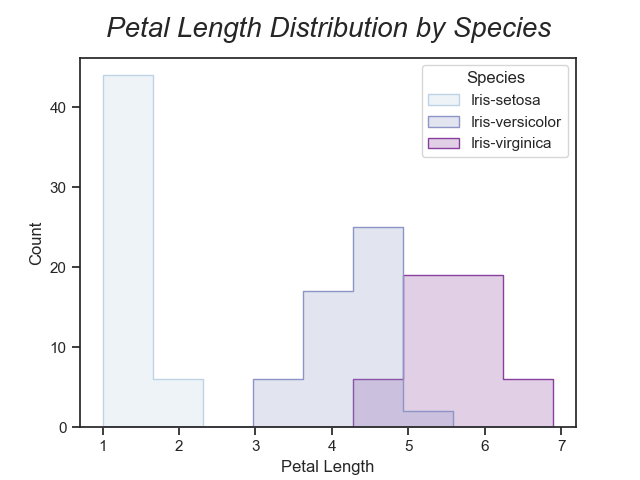 Petal Length Distribution by Species
Species
Iris-setosa
Iris-versicolor
Iris-virginica
Count
40
30
20
10
0
1 2 3 4 5 6 7
Petal Length